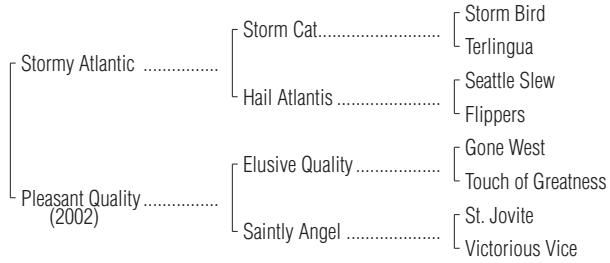 Storm Bird
Storm Cat..........................
Terlingua
Stormy Atlantic ................
Seattle Slew
Hail Atlantis ......................
Flippers
Gone West
Elusive Quality ..................
Touch of Greatness
Pleasant Quality ................
(2002)
St. Jovite
Saintly Angel ....................
Victorious Vice